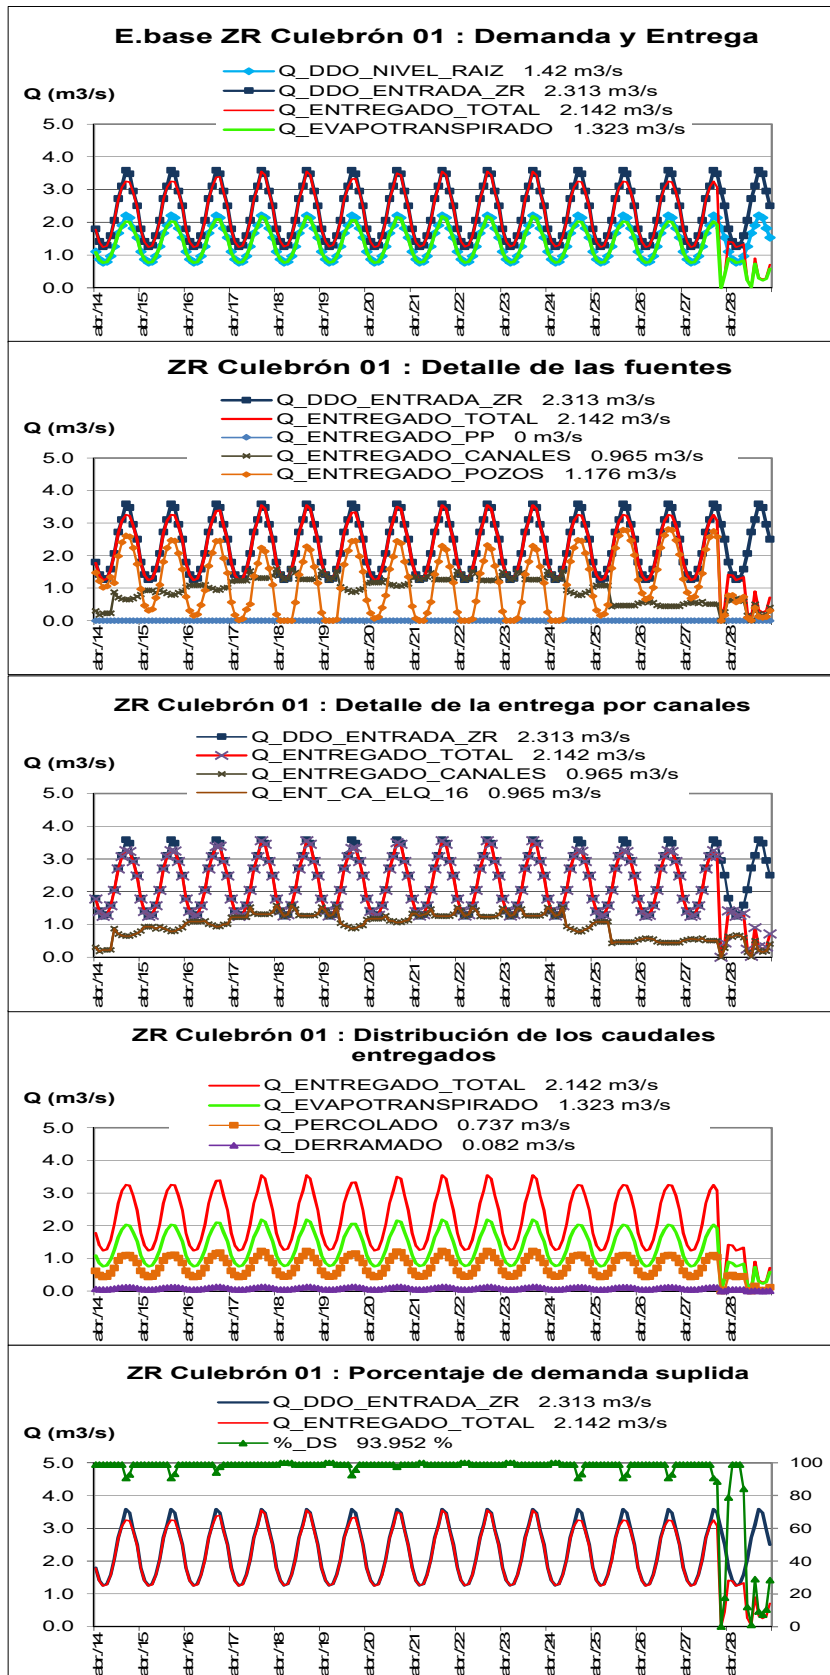 E.base ZR Culebrón 01 : Demanda y Entrega
Q_DDO_NIVEL_RAIZ 1.42 m3/s
Q (m3/s)
Q_DDO_ENTRADA_ZR 2.313 m3/s
Q_ENTREGADO_TOTAL 2.142 m3/s
Q_EVAPOTRANSPIRADO 1.323 m3/s
5.0
4.0
3.0
2.0
1.0
0.0
abr./14
abr./15
abr./16
abr./17
abr./18
abr./19
abr./20
abr./21
abr./22
abr./23
abr./24
abr./25
abr./26
abr./27
abr./28
ZR Culebrón 01 : Detalle de las fuentes
Q_DDO_ENTRADA_ZR 2.313 m3/s
Q_ENTREGADO_TOTAL 2.142 m3/s
Q (m3/s)
Q_ENTREGADO_PP 0 m3/s
Q_ENTREGADO_CANALES 0.965 m3/s
Q_ENTREGADO_POZOS 1.176 m3/s
5.0
4.0
3.0
2.0
1.0
0.0
abr./14
abr./15
abr./16
abr./17
abr./18
abr./19
abr./20
abr./21
abr./22
abr./23
abr./24
abr./25
abr./26
abr./27
abr./28
ZR Culebrón 01 : Detalle de la entrega por canales
Q_DDO_ENTRADA_ZR 2.313 m3/s
Q_ENTREGADO_TOTAL 2.142 m3/s
Q (m3/s)
Q_ENTREGADO_CANALES 0.965 m3/s
Q_ENT_CA_ELQ_16 0.965 m3/s
5.0
4.0
3.0
2.0
1.0
0.0
abr./14
abr./15
abr./16
abr./17
abr./18
abr./19
abr./20
abr./21
abr./22
abr./23
abr./24
abr./25
abr./26
abr./27
abr./28
ZR Culebrón 01 : Distribución de los caudales
entregados
Q_ENTREGADO_TOTAL 2.142 m3/s
Q (m3/s)
Q_EVAPOTRANSPIRADO 1.323 m3/s
Q_PERCOLADO 0.737 m3/s
Q_DERRAMADO 0.082 m3/s
5.0
4.0
3.0
2.0
1.0
0.0
abr./14
abr./15
abr./16
abr./17
abr./18
abr./19
abr./20
abr./21
abr./22
abr./23
abr./24
abr./25
abr./26
abr./27
abr./28
ZR Culebrón 01 : Porcentaje de demanda suplida
Q_DDO_ENTRADA_ZR 2.313 m3/s
Q_ENTREGADO_TOTAL 2.142 m3/s
Q (m3/s)
%_DS 93.952 %
5.0
4.0
3.0
2.0
1.0
0.0
100
80
60
40
20
0
abr./14
abr./15
abr./16
abr./17
abr./18
abr./19
abr./20
abr./21
abr./22
abr./23
abr./24
abr./25
abr./26
abr./27
abr./28